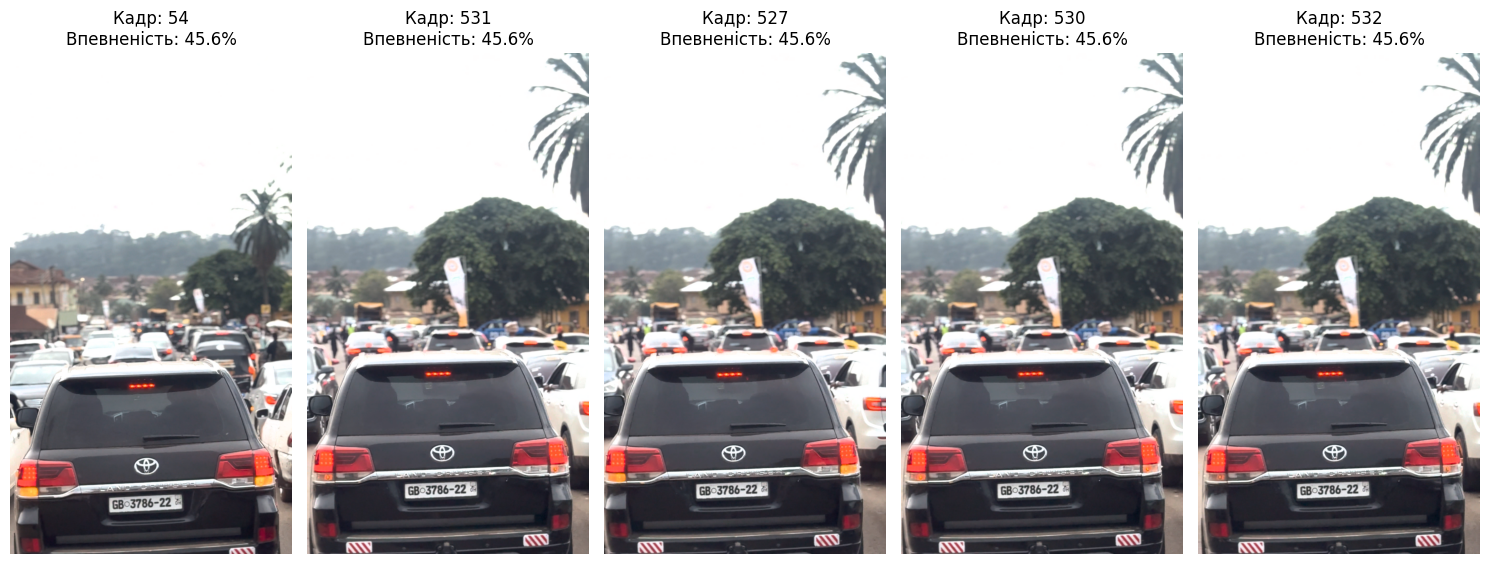 Кадр: 54
Впевненість: 45.6%
Кадр: 531
Впевненість: 45.6%
Кадр: 527
Впевненість: 45.6%
Кадр: 530
Впевненість: 45.6%
Кадр: 532
Впевненість: 45.6%
GB 3786-22
GB 3786-22
GB 3786-22
GB 3786-22
GB 3786-22